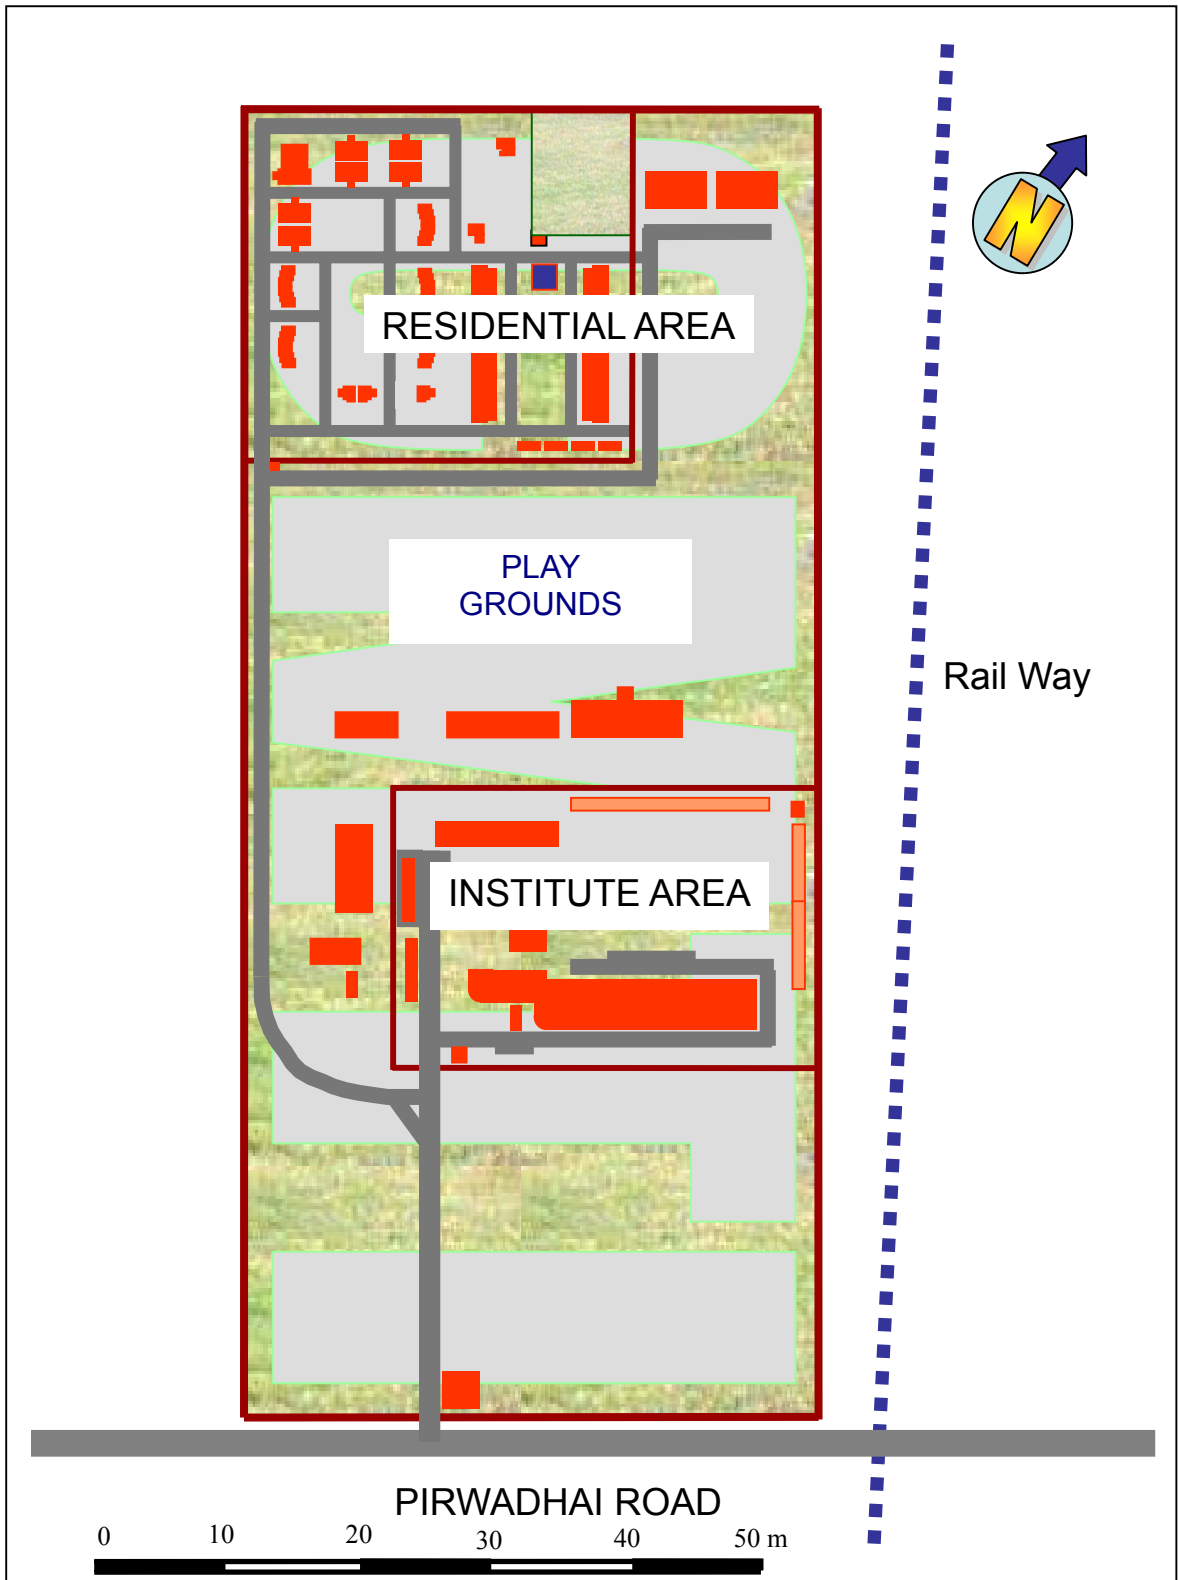 N
RESIDENTIAL AREA
PLAY
GROUNDS
Rail Way
INSTITUTE AREA
PIRWADHAI ROAD
0 10 20 30 40 50 m